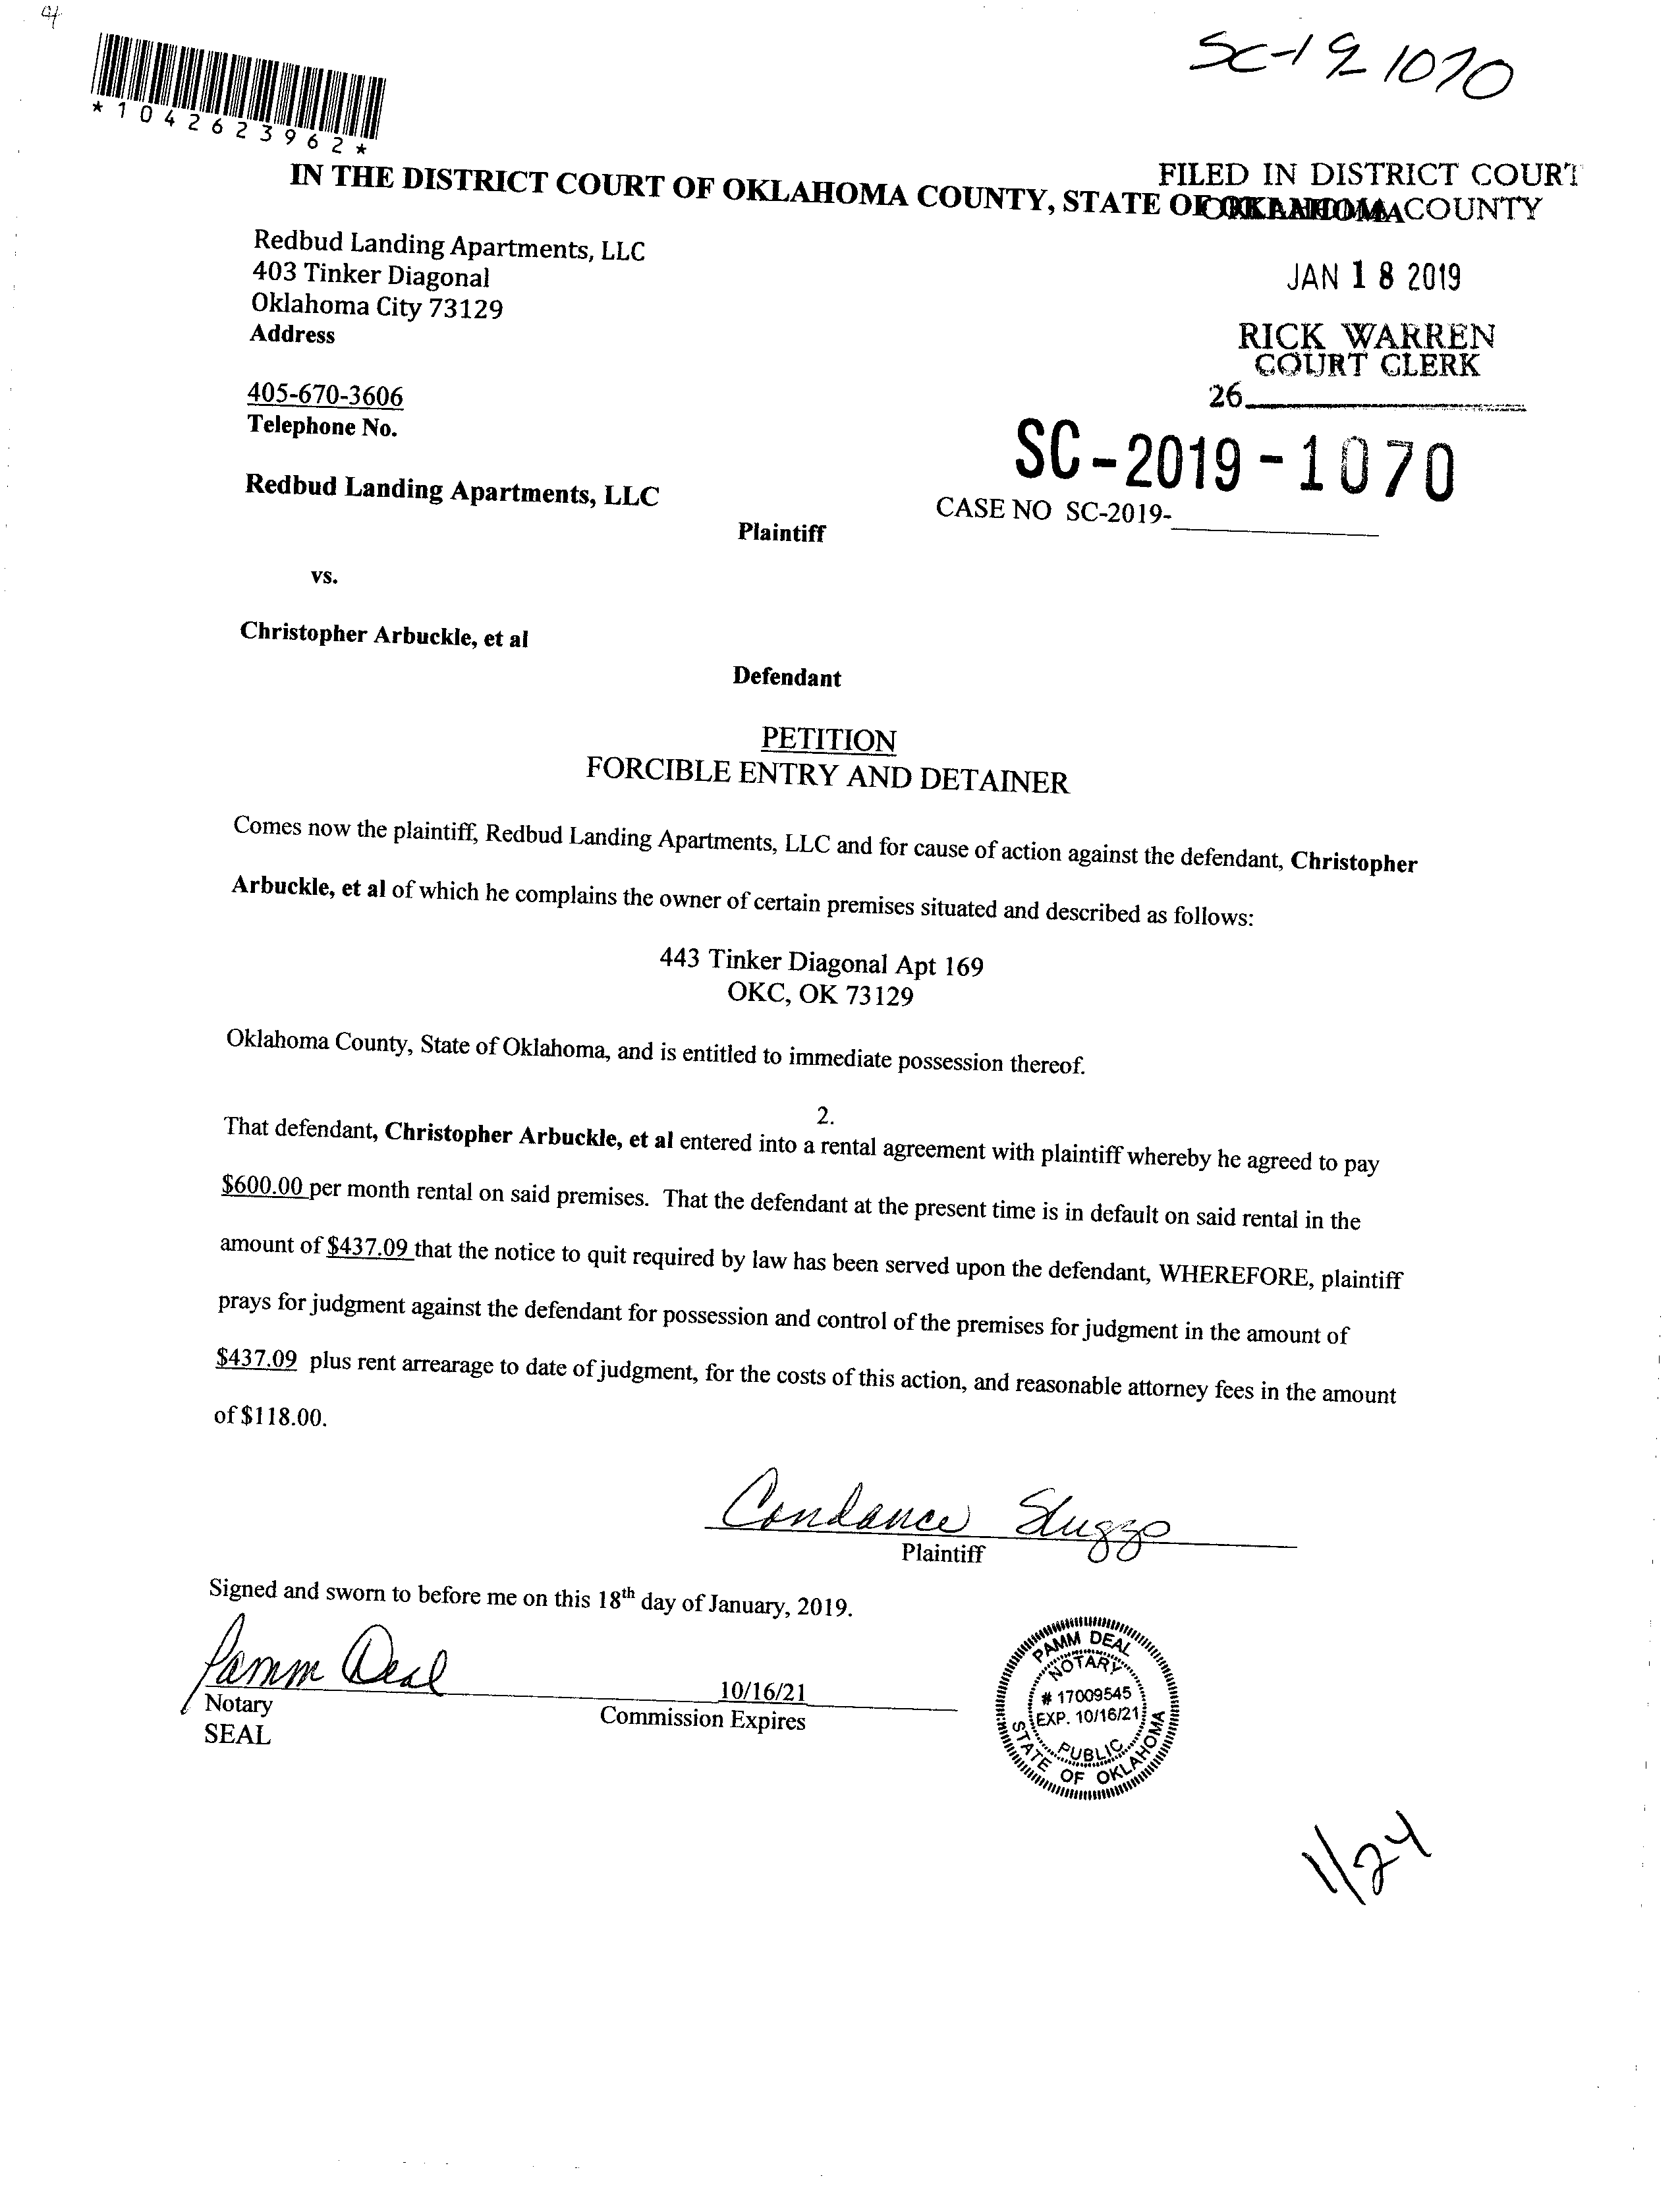 SC-19 1070
*1042623962*
FILED IN DISTRICT COURT
IN THE DISTRICT COURT OF OKLAHOMA COUNTY, STATE OF OKLAHOMA
OKLAHOMA COUNTY
Redbud Landing Apartments, LLC
403 Tinker Diagonal
Oklahoma City 73129
Address
JAN 18 2019
RICK WARREN
COURT CLERK
26
405-670-3606
Telephone No.
SC-2019-1070
CASE NO SC-2019-
Redbud Landing Apartments, LLC
Plaintiff
vs.
Christopher Arbuckle, et al
Defendant
PETITION
FORCIBLE ENTRY AND DETAINER
Comes now the plaintiff, Redbud Landing Apartments, LLC and for cause of action against the defendant, Christopher
Arbuckle, et al of which he complains the owner of certain premises situated and described as follows:
443 Tinker Diagonal Apt 169
OKC, OK 73129
Oklahoma County, State of Oklahoma, and is entitled to immediate possession thereof.
2.
That defendant, Christopher Arbuckle, et al entered into a rental agreement with plaintiff whereby he agreed to pay
$600.00 per month rental on said premises. That the defendant at the present time is in default on said rental in the
amount of $437.09 that the notice to quit required by law has been served upon the defendant, WHEREFORE, plaintiff
prays for judgment against the defendant for possession and control of the premises for judgment in the amount of
$437.09 plus rent arrearage to date of judgment, for the costs of this action, and reasonable attorney fees in the amount
of $118.00.
Candance
Plaintiff
Signed and sworn to before me on this 18th day of January, 2019.
Pamm Deal
10/16/21
Notary
Commission Expires
SEAL
PAMM DEAL
NOTARY
# 17009545
EXP. 10/16/21
PUBLIC
STATE OF OKLAHOMA
1/24